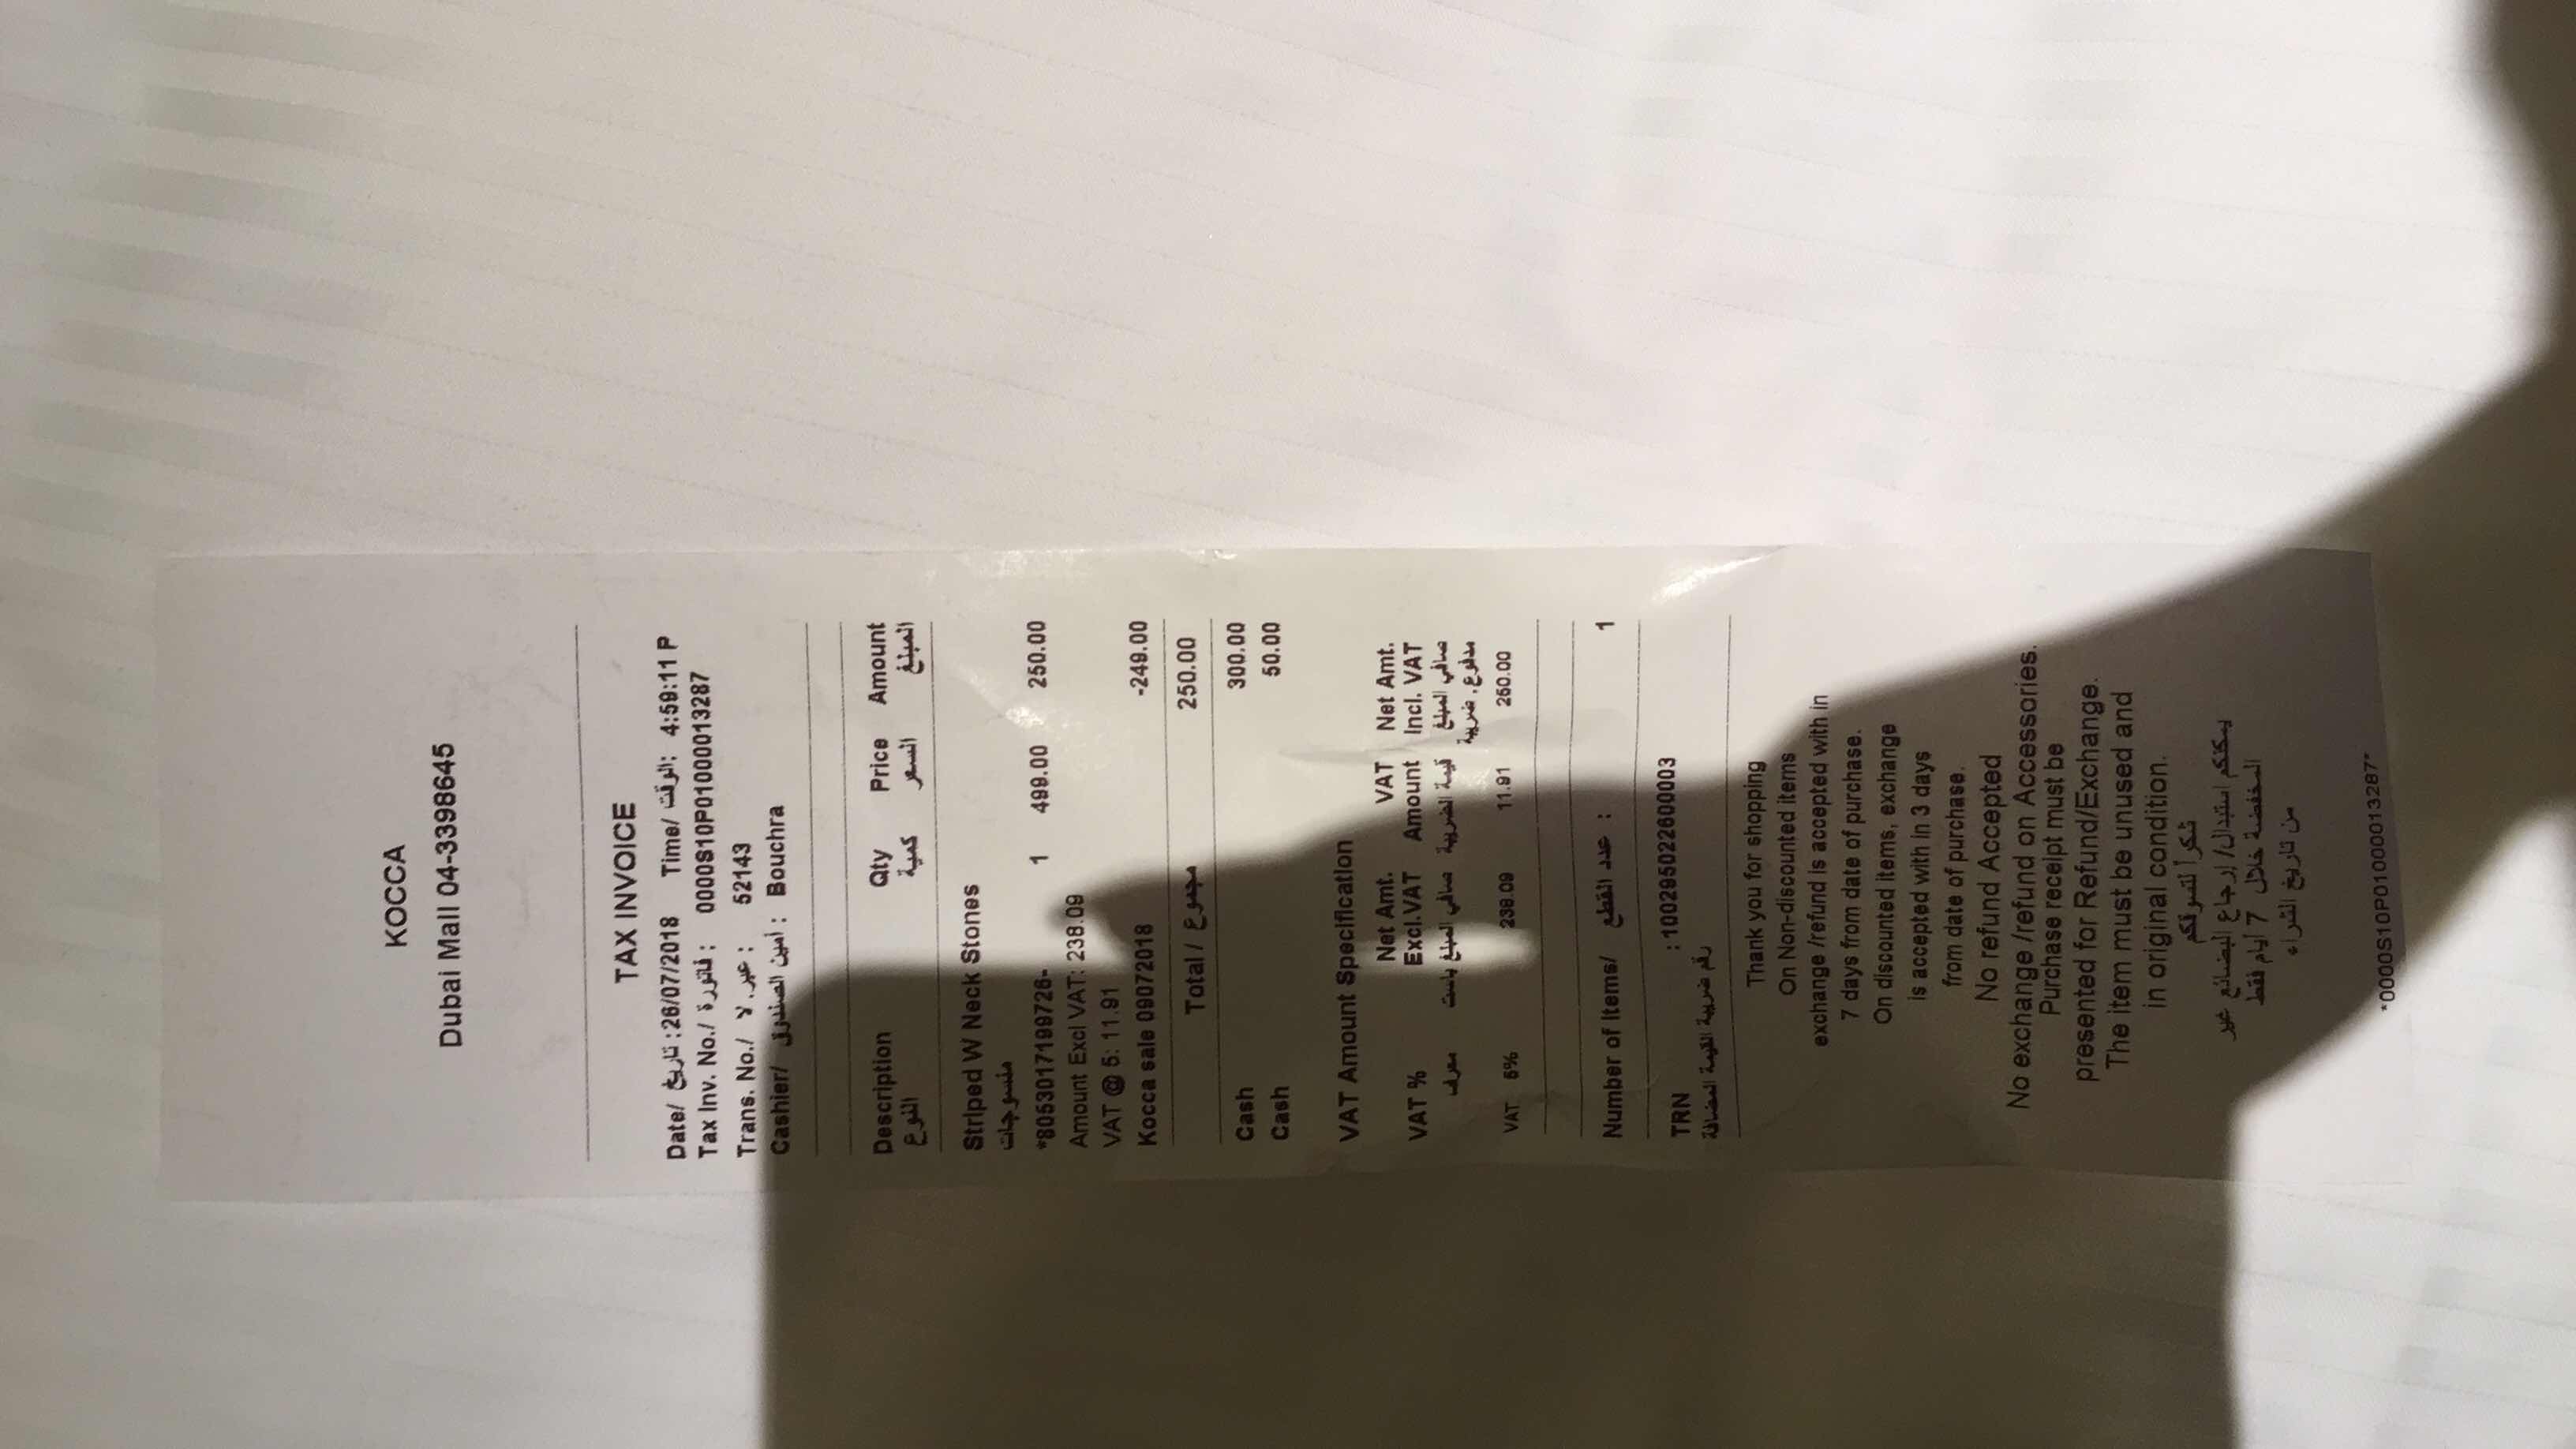 KOCCA
Dubai Mall 04-3398645
TAX INVOICE
Date/ تاريخ :26/07/2018 Time/ الوقت: 4:59:11 P
Tax Inv. No./ فاتورة : 0000S10P01000013287
Trans. No./ عبر. لا : 52143
Cashier/ أمين الصندوق : Bouchra
Description Qty Price Amount
النوع كمية السعر المبلغ
Striped W Neck Stones
منسوجات
*8053017199726- 1 499.00 250.00
Amount Excl VAT: 238.09
VAT @ 5: 11.91
Kocca sale 09072018 -249.00
Total / مجموع 250.00
Cash 300.00
Cash 50.00
VAT Amount Specification
Net Amt. VAT Net Amt.
VAT % Excl.VAT Amount Incl. VAT
معرف صافي المبلغ باست قيمة الضريبة صافي المبلغ
مدفوع. ضريبة
VAT 5% 238.09 11.91 250.00
Number of Items/ عدد القطع : 1
TRN : 100295022600003
رقم ضريبة القيمة المضافة
Thank you for shopping
On Non-discounted items
exchange /refund is accepted with in
7 days from date of purchase.
On discounted items, exchange
is accepted with in 3 days
from date of purchase.
No refund Accepted
No exchange /refund on Accessories.
Purchase receipt must be
presented for Refund/Exchange.
The item must be unused and
in original condition.
شكراً لتسوقكم
يمكنكم استبدال/ إرجاع البضائع غير
المخفضة خلال 7 أيام فقط
من تاريخ الشراء
*0000S10P01000013287*